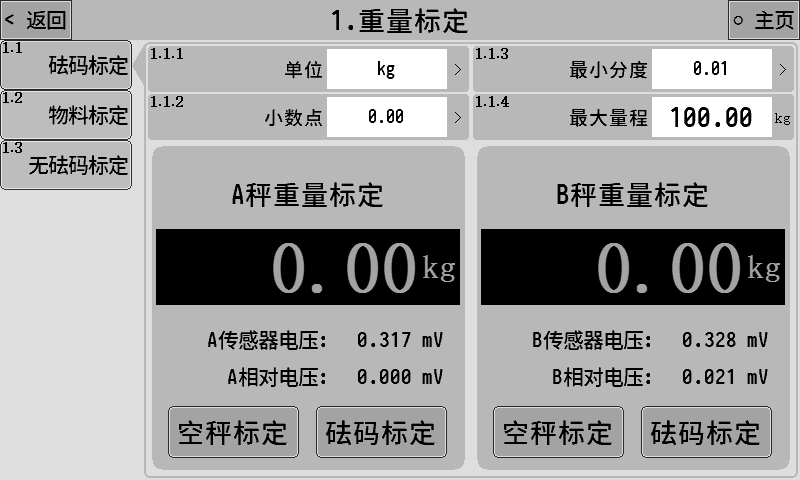 < 返回
1.重量标定
○ 主页
1.1 砝码标定
1.2 物料标定
1.3 无砝码标定
1.1.1 单位 kg >
1.1.3 最小分度 0.01 >
1.1.2 小数点 0.00 >
1.1.4 最大量程 100.00 kg
A秤重量标定
0.00 kg
A传感器电压: 0.317 mV
A相对电压: 0.000 mV
空秤标定 砝码标定
B秤重量标定
0.00 kg
B传感器电压: 0.328 mV
B相对电压: 0.021 mV
空秤标定 砝码标定